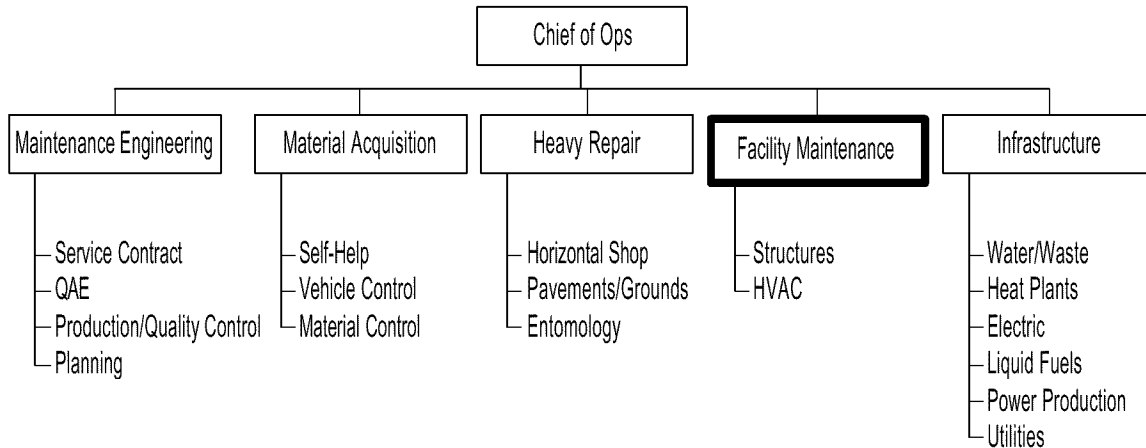 Chief of Ops
Maintenance Engineering
Material Acquisition
Heavy Repair
Facility Maintenance
Infrastructure
Service Contract
QAE
Production/Quality Control
Planning
Self-Help
Vehicle Control
Material Control
Horizontal Shop
Pavements/Grounds
Entomology
Structures
HVAC
Water/Waste
Heat Plants
Electric
Liquid Fuels
Power Production
Utilities